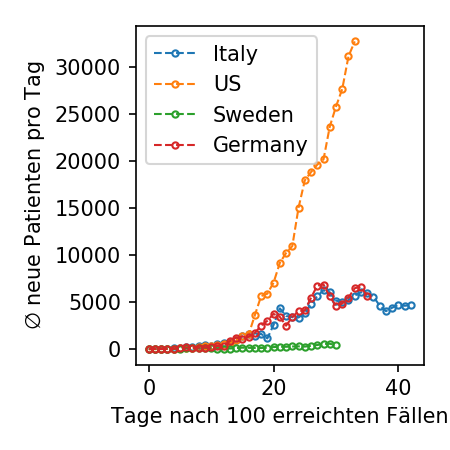 Italy
US
Sweden
Germany
∅ neue Patienten pro Tag
30000
25000
20000
15000
10000
5000
0
0 20 40
Tage nach 100 erreichten Fällen